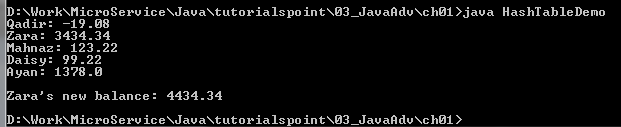 D:\Work\MicroService\Java\tutorialspoint\03_JavaAdv\ch01>java HashTableDemo
Qadir: -19.08
Zara: 3434.34
Mahnaz: 123.22
Daisy: 99.22
Ayan: 1378.0
Zara's new balance: 4434.34
D:\Work\MicroService\Java\tutorialspoint\03_JavaAdv\ch01>